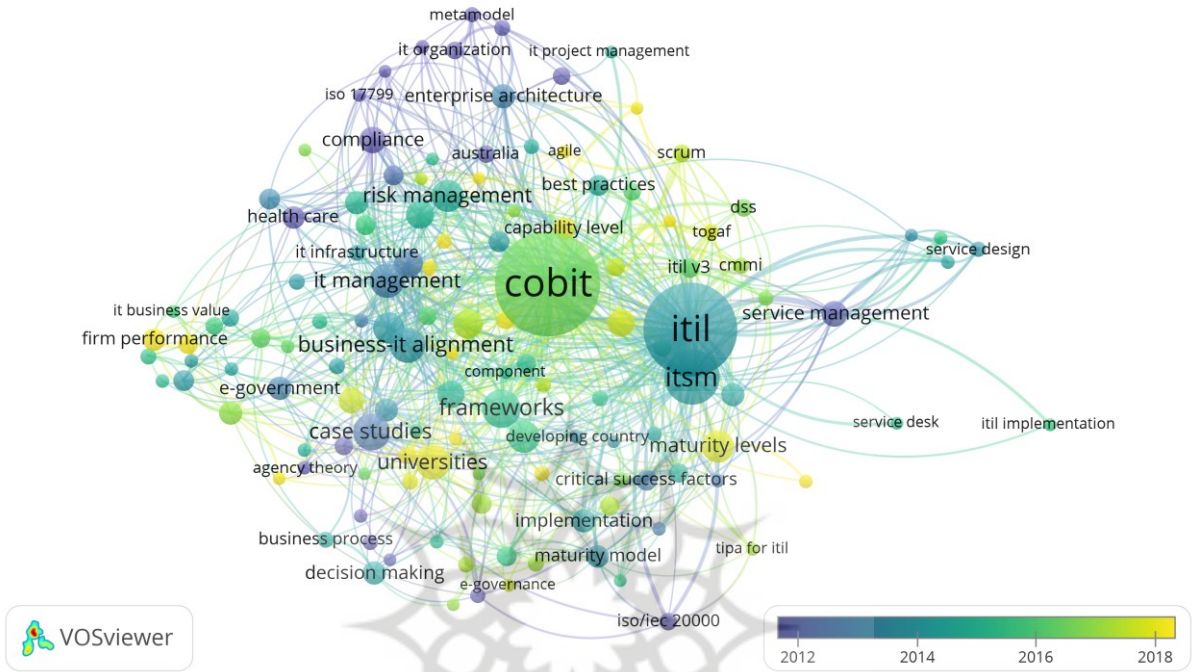 metamodel
it organization
it project management
iso 17799
enterprise architecture
compliance
australia
agile
scrum
risk management
best practices
health care
capability level
dss
togaf
it infrastructure
service design
itil v3
cmmi
it management
cobit
it business value
service management
firm performance
business-it alignment
itil
component
itsm
e-government
frameworks
case studies
developing country
service desk
itil implementation
maturity levels
agency theory
universities
critical success factors
implementation
business process
maturity model
tipa for itil
decision making
e-governance
iso/iec 20000
VOSviewer
2012
2014
2016
2018